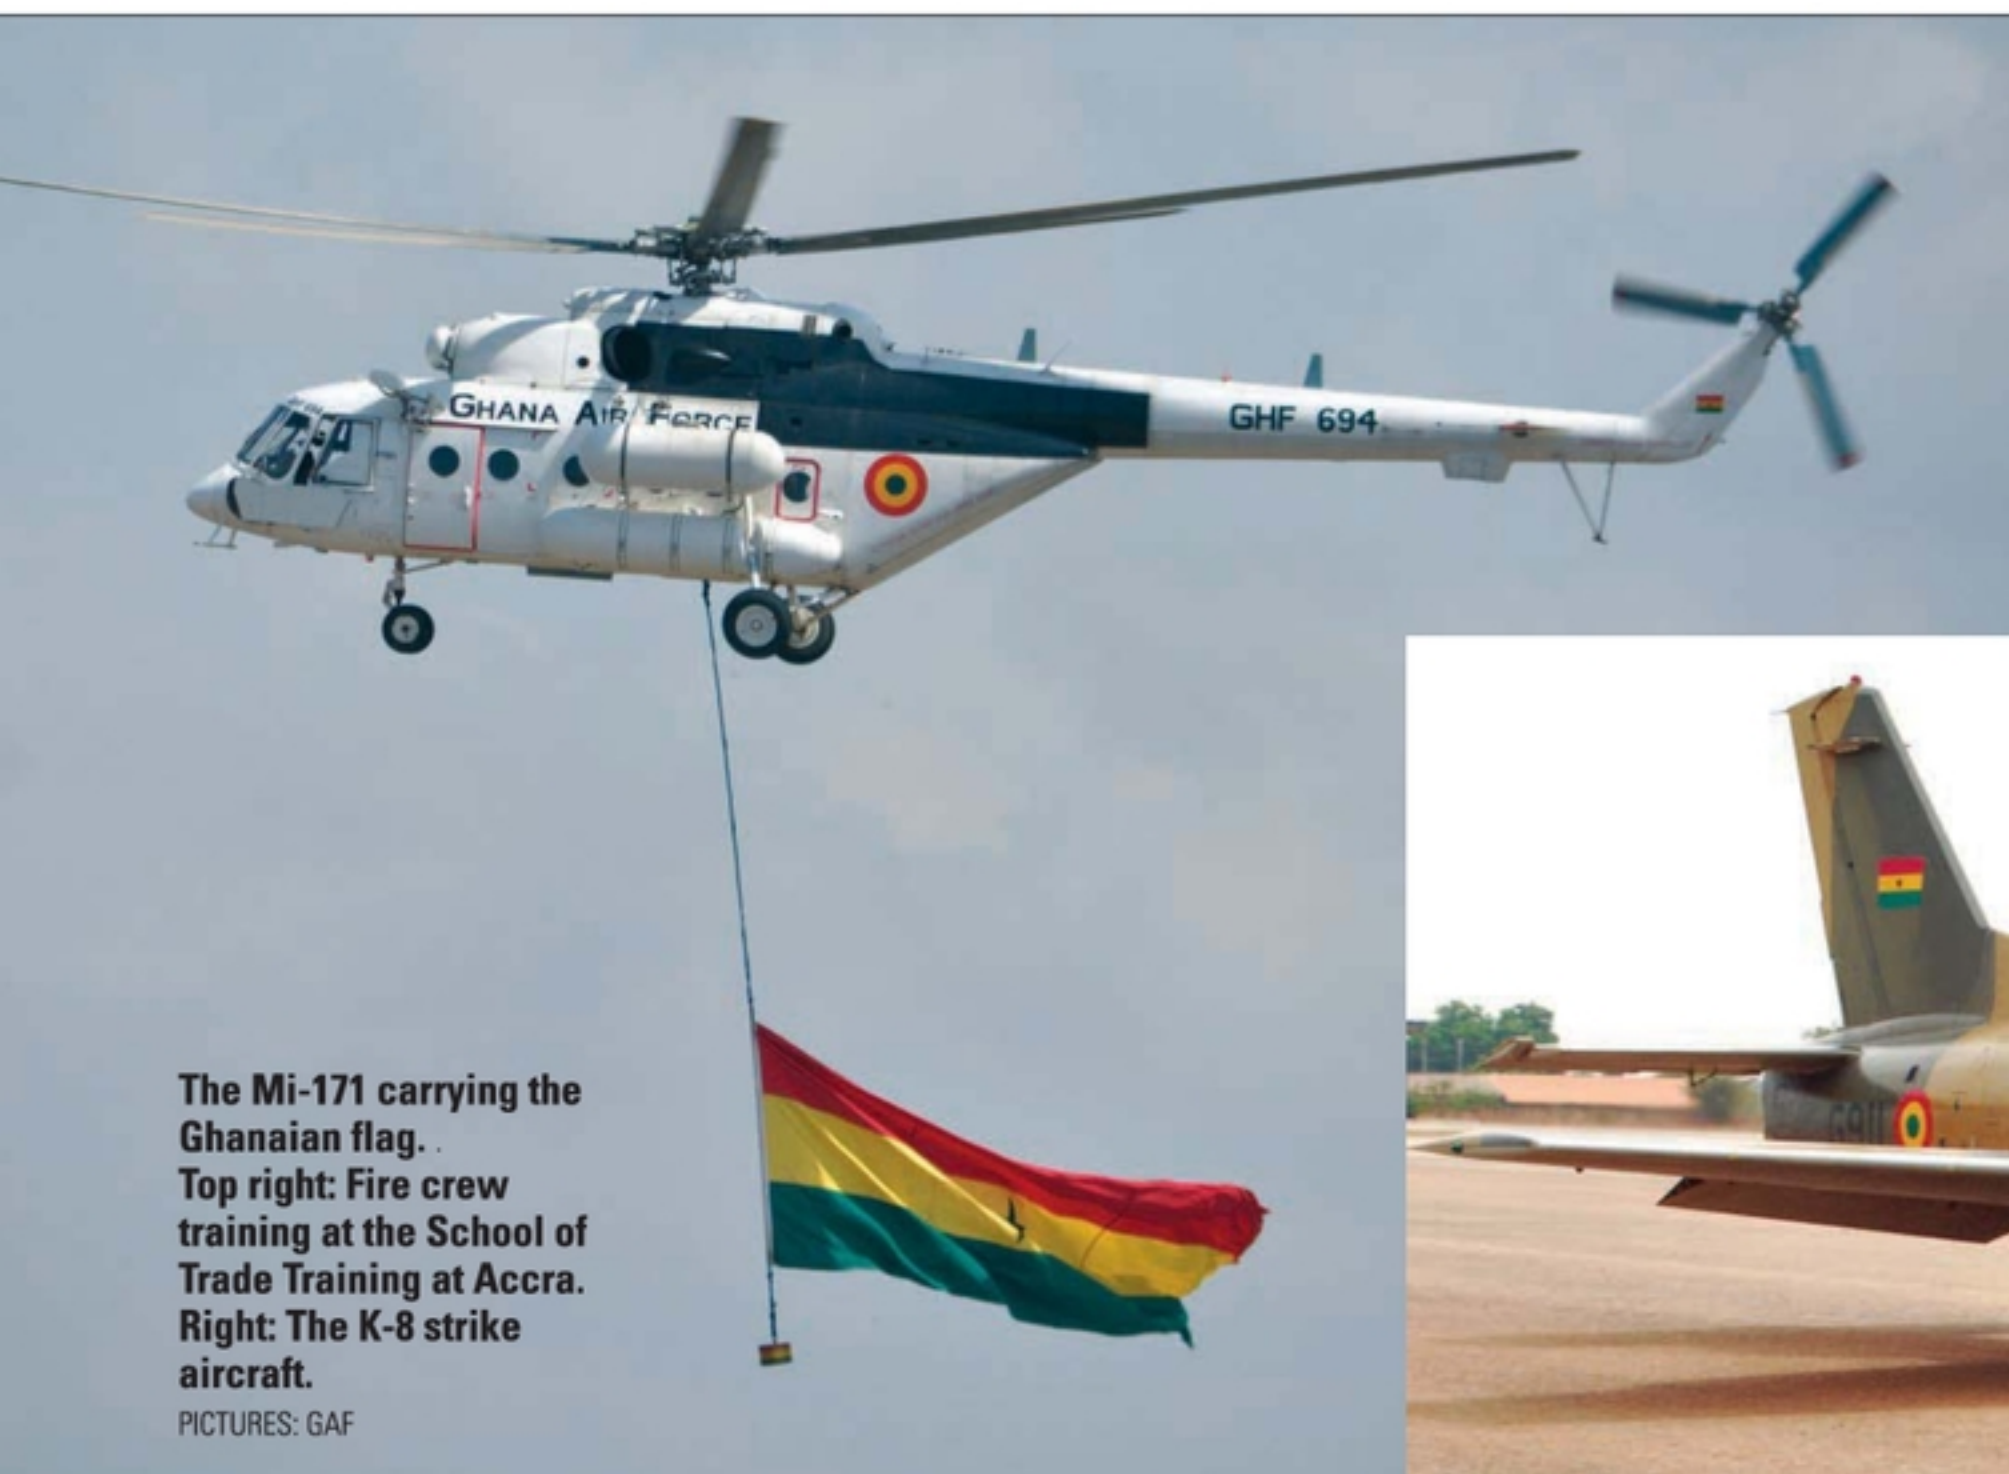 GHANA AIR FORCE
GHF 694
The Mi-171 carrying the
Ghanaian flag. .
Top right: Fire crew
training at the School of
Trade Training at Accra.
Right: The K-8 strike
aircraft.
PICTURES: GAF